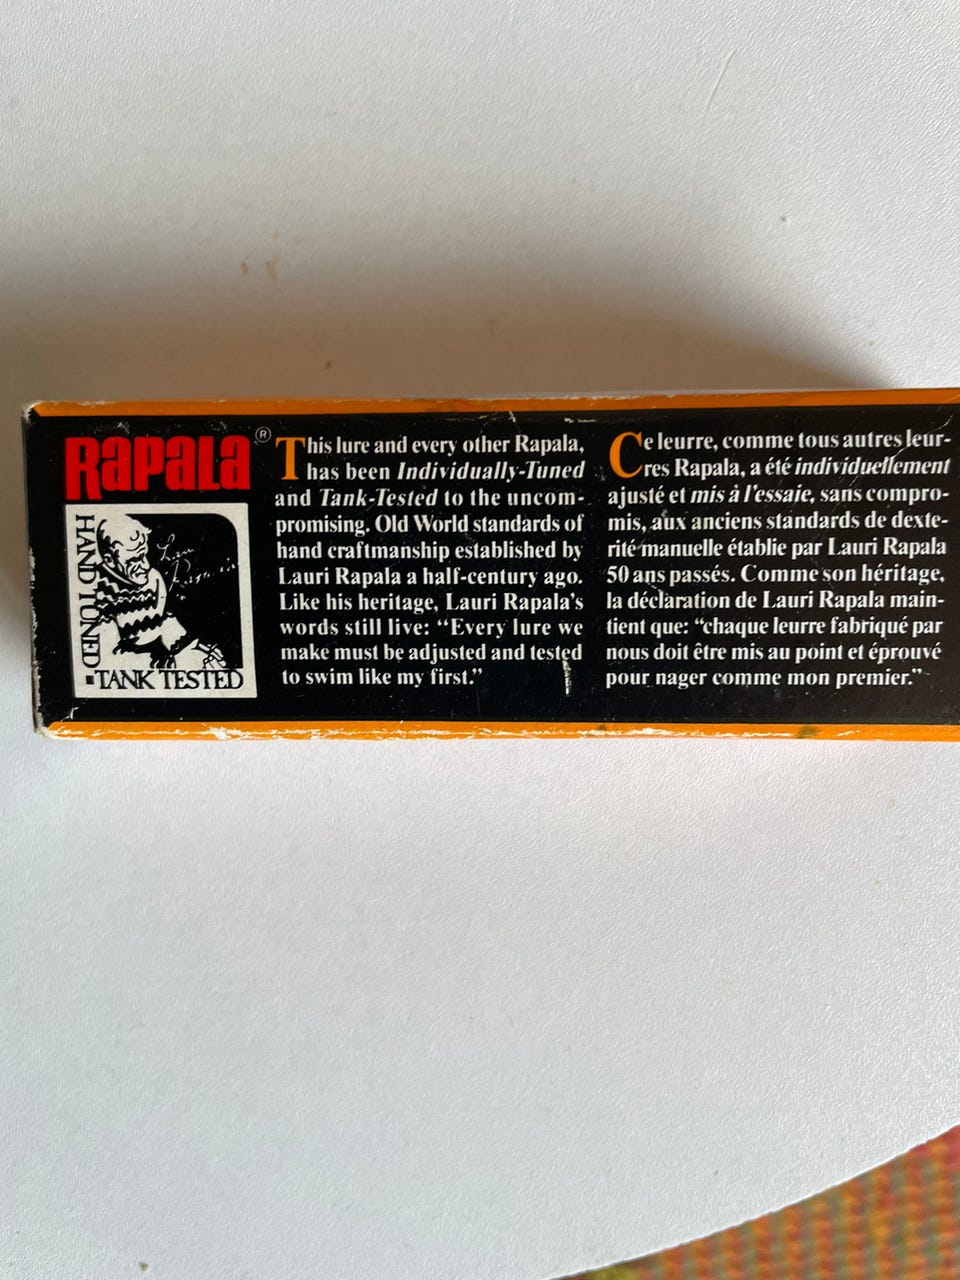 RAPALA®
HAND TUNED
▪TANK TESTED
This lure and every other Rapala,
has been Individually-Tuned
and Tank-Tested to the uncom-
promising, Old World standards of
hand craftmanship established by
Lauri Rapala a half-century ago.
Like his heritage, Lauri Rapala's
words still live: “Every lure we
make must be adjusted and tested
to swim like my first.”
Ce leurre, comme tous autres leur-
res Rapala, a été individuellement
ajusté et mis à l'essaie, sans compro-
mis, aux anciens standards de dexte-
rité manuelle établie par Lauri Rapala
50 ans passés. Comme son héritage,
la déclaration de Lauri Rapala main-
tient que: “chaque leurre fabriqué par
nous doit être mis au point et éprouvé
pour nager comme mon premier.”